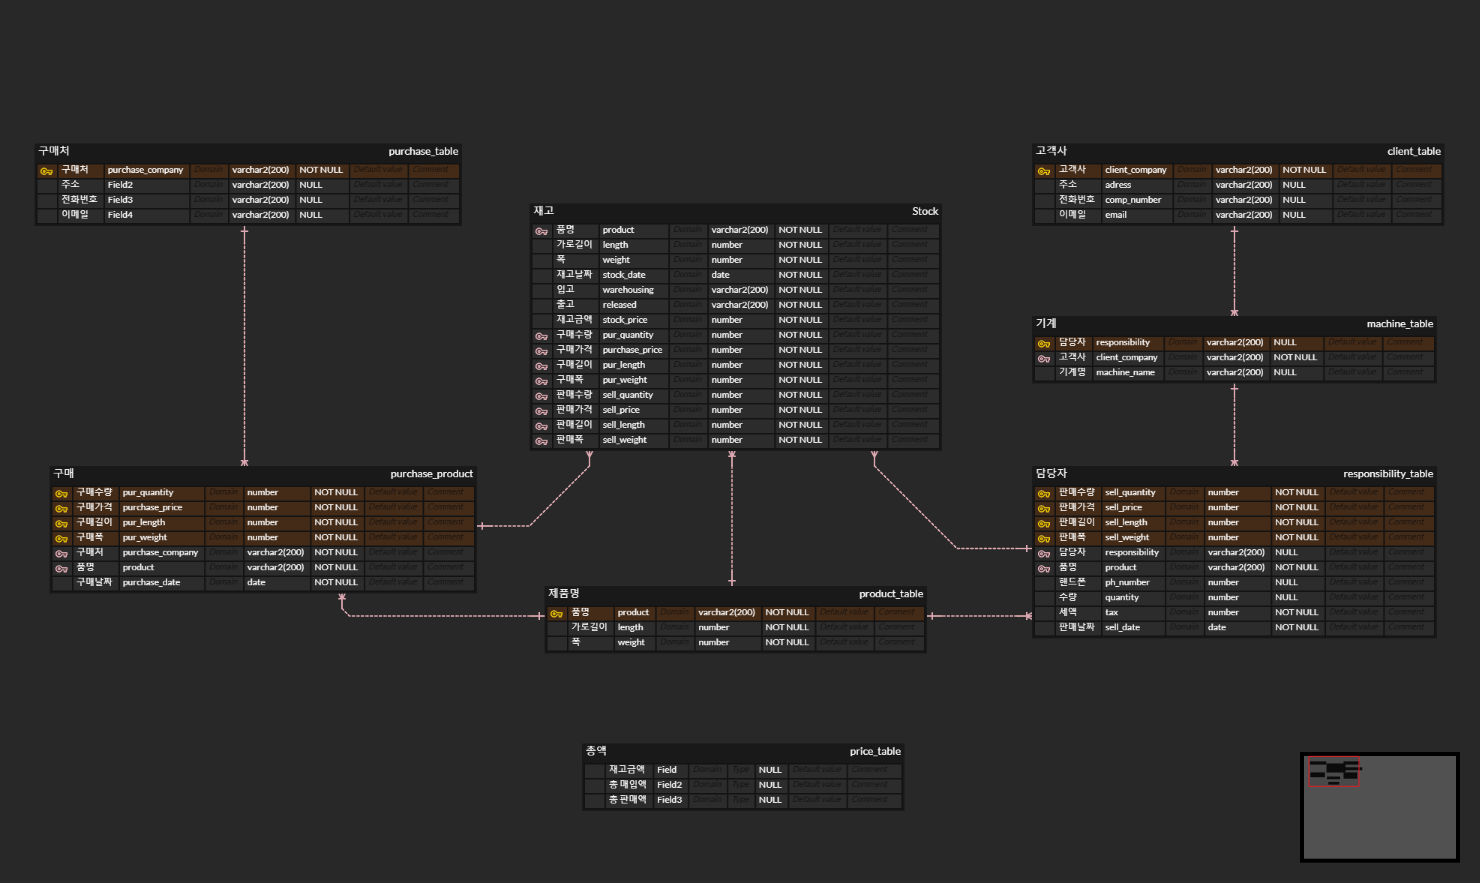 구매처 purchase_table
구매처 purchase_company Domain varchar2(200) NOT NULL Default value Comment
주소 Field2 Domain varchar2(200) NULL Default value Comment
전화번호 Field3 Domain varchar2(200) NULL Default value Comment
이메일 Field4 Domain varchar2(200) NULL Default value Comment
고객사 client_table
고객사 client_company Domain varchar2(200) NOT NULL Default value Comment
주소 adress Domain varchar2(200) NULL Default value Comment
전화번호 comp_number Domain varchar2(200) NULL Default value Comment
이메일 email Domain varchar2(200) NULL Default value Comment
재고 Stock
품명 product Domain varchar2(200) NOT NULL Default value Comment
가로길이 length Domain number NOT NULL Default value Comment
폭 weight Domain number NOT NULL Default value Comment
재고날짜 stock_date Domain date NOT NULL Default value Comment
입고 warehousing Domain varchar2(200) NOT NULL Default value Comment
출고 released Domain varchar2(200) NOT NULL Default value Comment
재고금액 stock_price Domain number NOT NULL Default value Comment
구매수량 pur_quantity Domain number NOT NULL Default value Comment
구매가격 purchase_price Domain number NOT NULL Default value Comment
구매길이 pur_length Domain number NOT NULL Default value Comment
구매폭 pur_weight Domain number NOT NULL Default value Comment
판매수량 sell_quantity Domain number NOT NULL Default value Comment
판매가격 sell_price Domain number NOT NULL Default value Comment
판매길이 sell_length Domain number NOT NULL Default value Comment
판매폭 sell_weight Domain number NOT NULL Default value Comment
기계 machine_table
담당자 responsibility Domain varchar2(200) NULL Default value Comment
고객사 client_company Domain varchar2(200) NOT NULL Default value Comment
기계명 machine_name Domain varchar2(200) NULL Default value Comment
구매 purchase_product
구매수량 pur_quantity Domain number NOT NULL Default value Comment
구매가격 purchase_price Domain number NOT NULL Default value Comment
구매길이 pur_length Domain number NOT NULL Default value Comment
구매폭 pur_weight Domain number NOT NULL Default value Comment
구매처 purchase_company Domain varchar2(200) NOT NULL Default value Comment
품명 product Domain varchar2(200) NOT NULL Default value Comment
구매날짜 purchase_date Domain date NOT NULL Default value Comment
담당자 responsibility_table
판매수량 sell_quantity Domain number NOT NULL Default value Comment
판매가격 sell_price Domain number NOT NULL Default value Comment
판매길이 sell_length Domain number NOT NULL Default value Comment
판매폭 sell_weight Domain number NOT NULL Default value Comment
담당자 responsibility Domain varchar2(200) NULL Default value Comment
품명 product Domain varchar2(200) NOT NULL Default value Comment
핸드폰 ph_number Domain number NULL Default value Comment
수량 quantity Domain number NULL Default value Comment
세액 tax Domain number NOT NULL Default value Comment
판매날짜 sell_date Domain date NOT NULL Default value Comment
제품명 product_table
품명 product Domain varchar2(200) NOT NULL Default value Comment
가로길이 length Domain number NOT NULL Default value Comment
폭 weight Domain number NOT NULL Default value Comment
총액 price_table
재고금액 Field Domain Type NULL Default value Comment
총 매입액 Field2 Domain Type NULL Default value Comment
총 판매액 Field3 Domain Type NULL Default value Comment